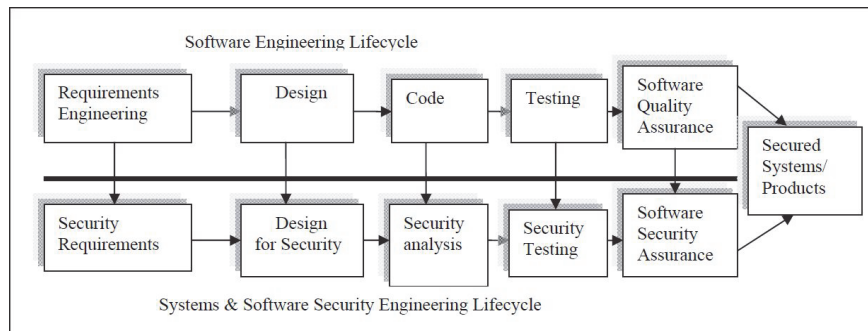 Software Engineering Lifecycle
Requirements
Engineering
Design
Code
Testing
Software
Quality
Assurance
Secured
Systems/
Products
Security
Requirements
Design
for Security
Security
analysis
Security
Testing
Software
Security
Assurance
Systems & Software Security Engineering Lifecycle